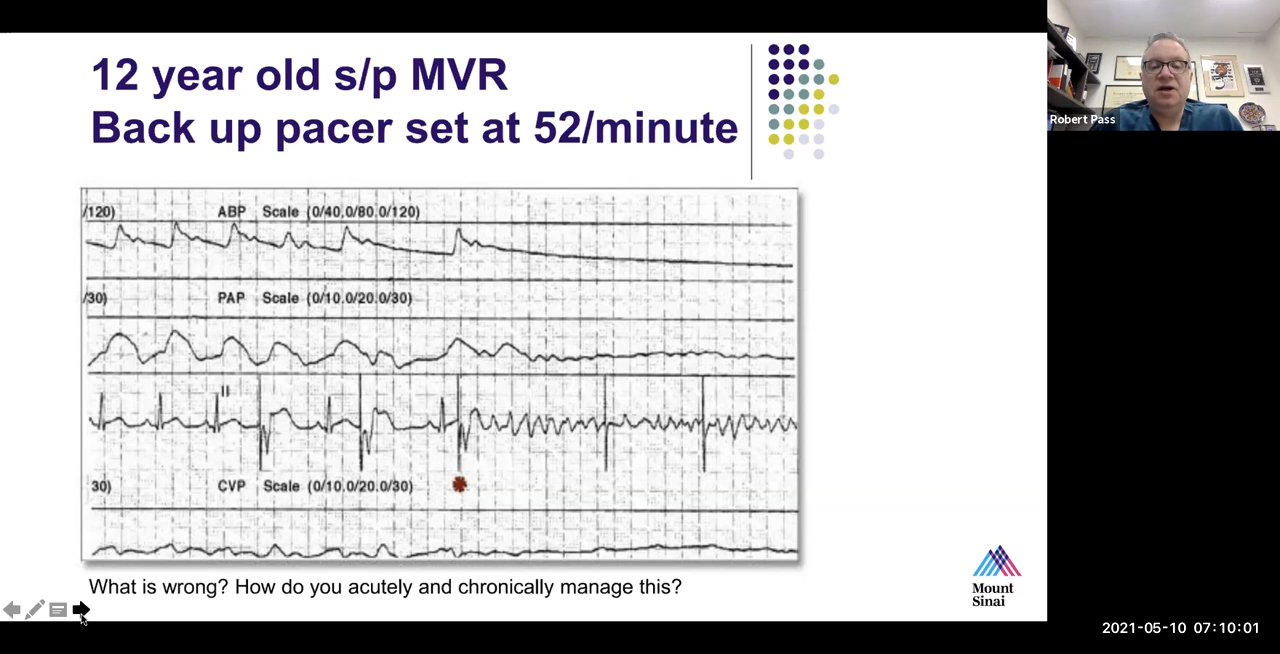 12 year old s/p MVR
Back up pacer set at 52/minute
/120) ABP Scale (0/40,0/80,0/120)
/30) PAP Scale (0/10,0/20,0/30)
II
30) CVP Scale (0/10,0/20,0/30)
What is wrong? How do you acutely and chronically manage this?
Mount
Sinai
Robert Pass
2021-05-10 07:10:01